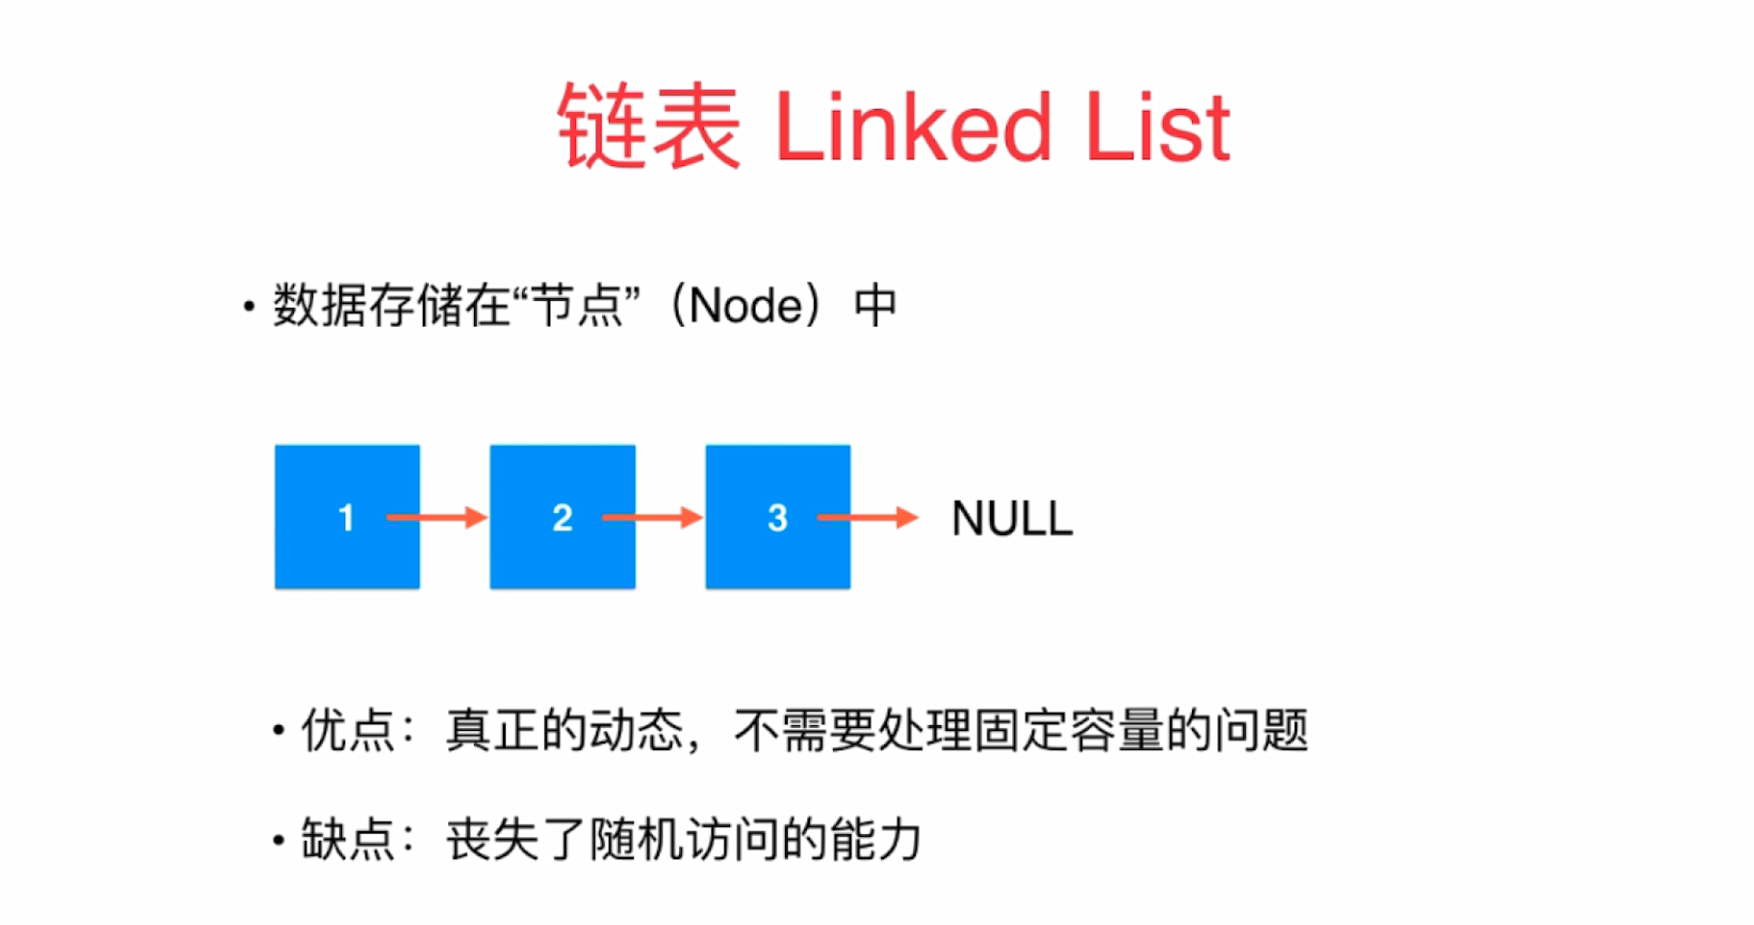 链表 Linked List
• 数据存储在“节点”（Node）中
1 2 3 NULL
• 优点：真正的动态，不需要处理固定容量的问题
• 缺点：丧失了随机访问的能力